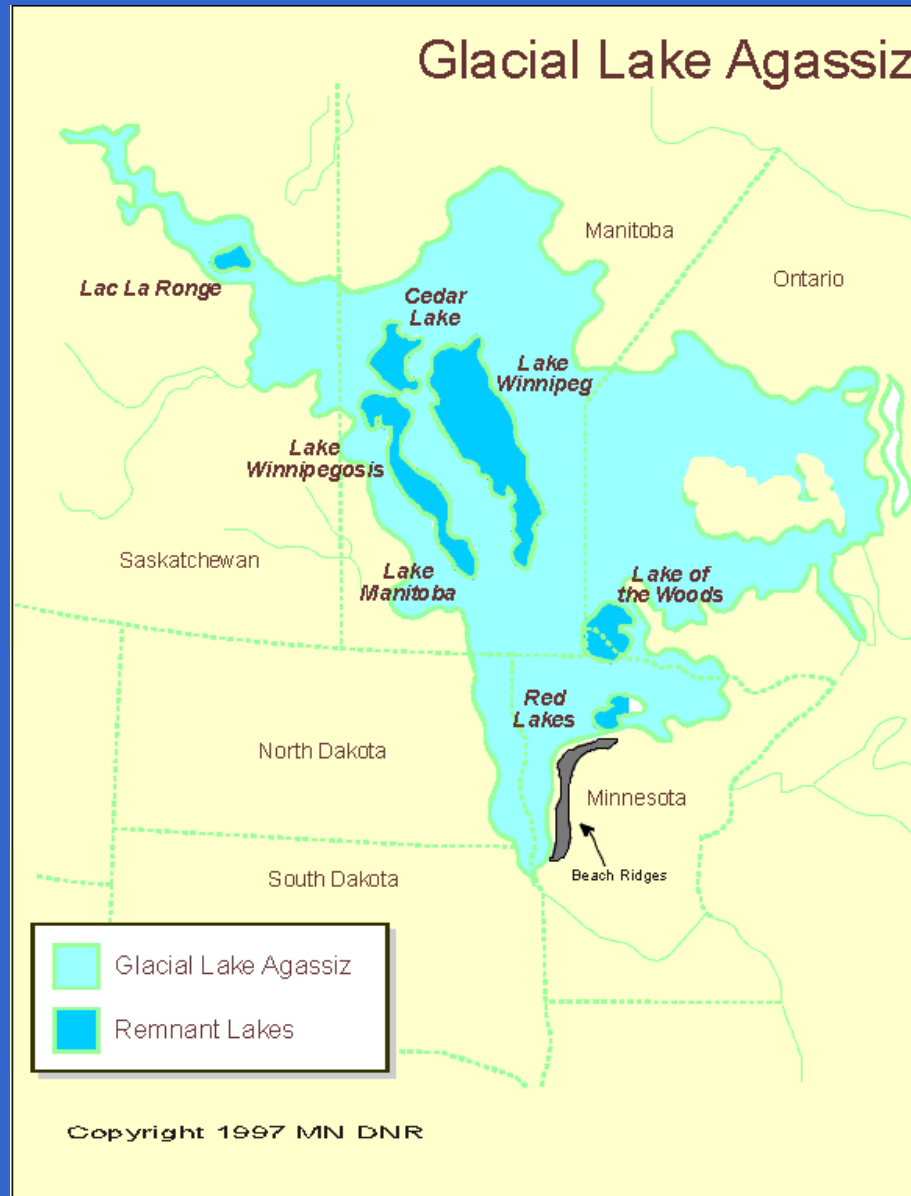 Glacial Lake Agassiz
Manitoba
Ontario
Lac La Ronge
Cedar
Lake
Lake
Winnipeg
Lake
Winnipegosis
Saskatchewan
Lake
Manitoba
Lake of
the Woods
Red
Lakes
North Dakota
Minnesota
South Dakota
Beach Ridges
Glacial Lake Agassiz
Remnant Lakes
Copyright 1997 MN DNR